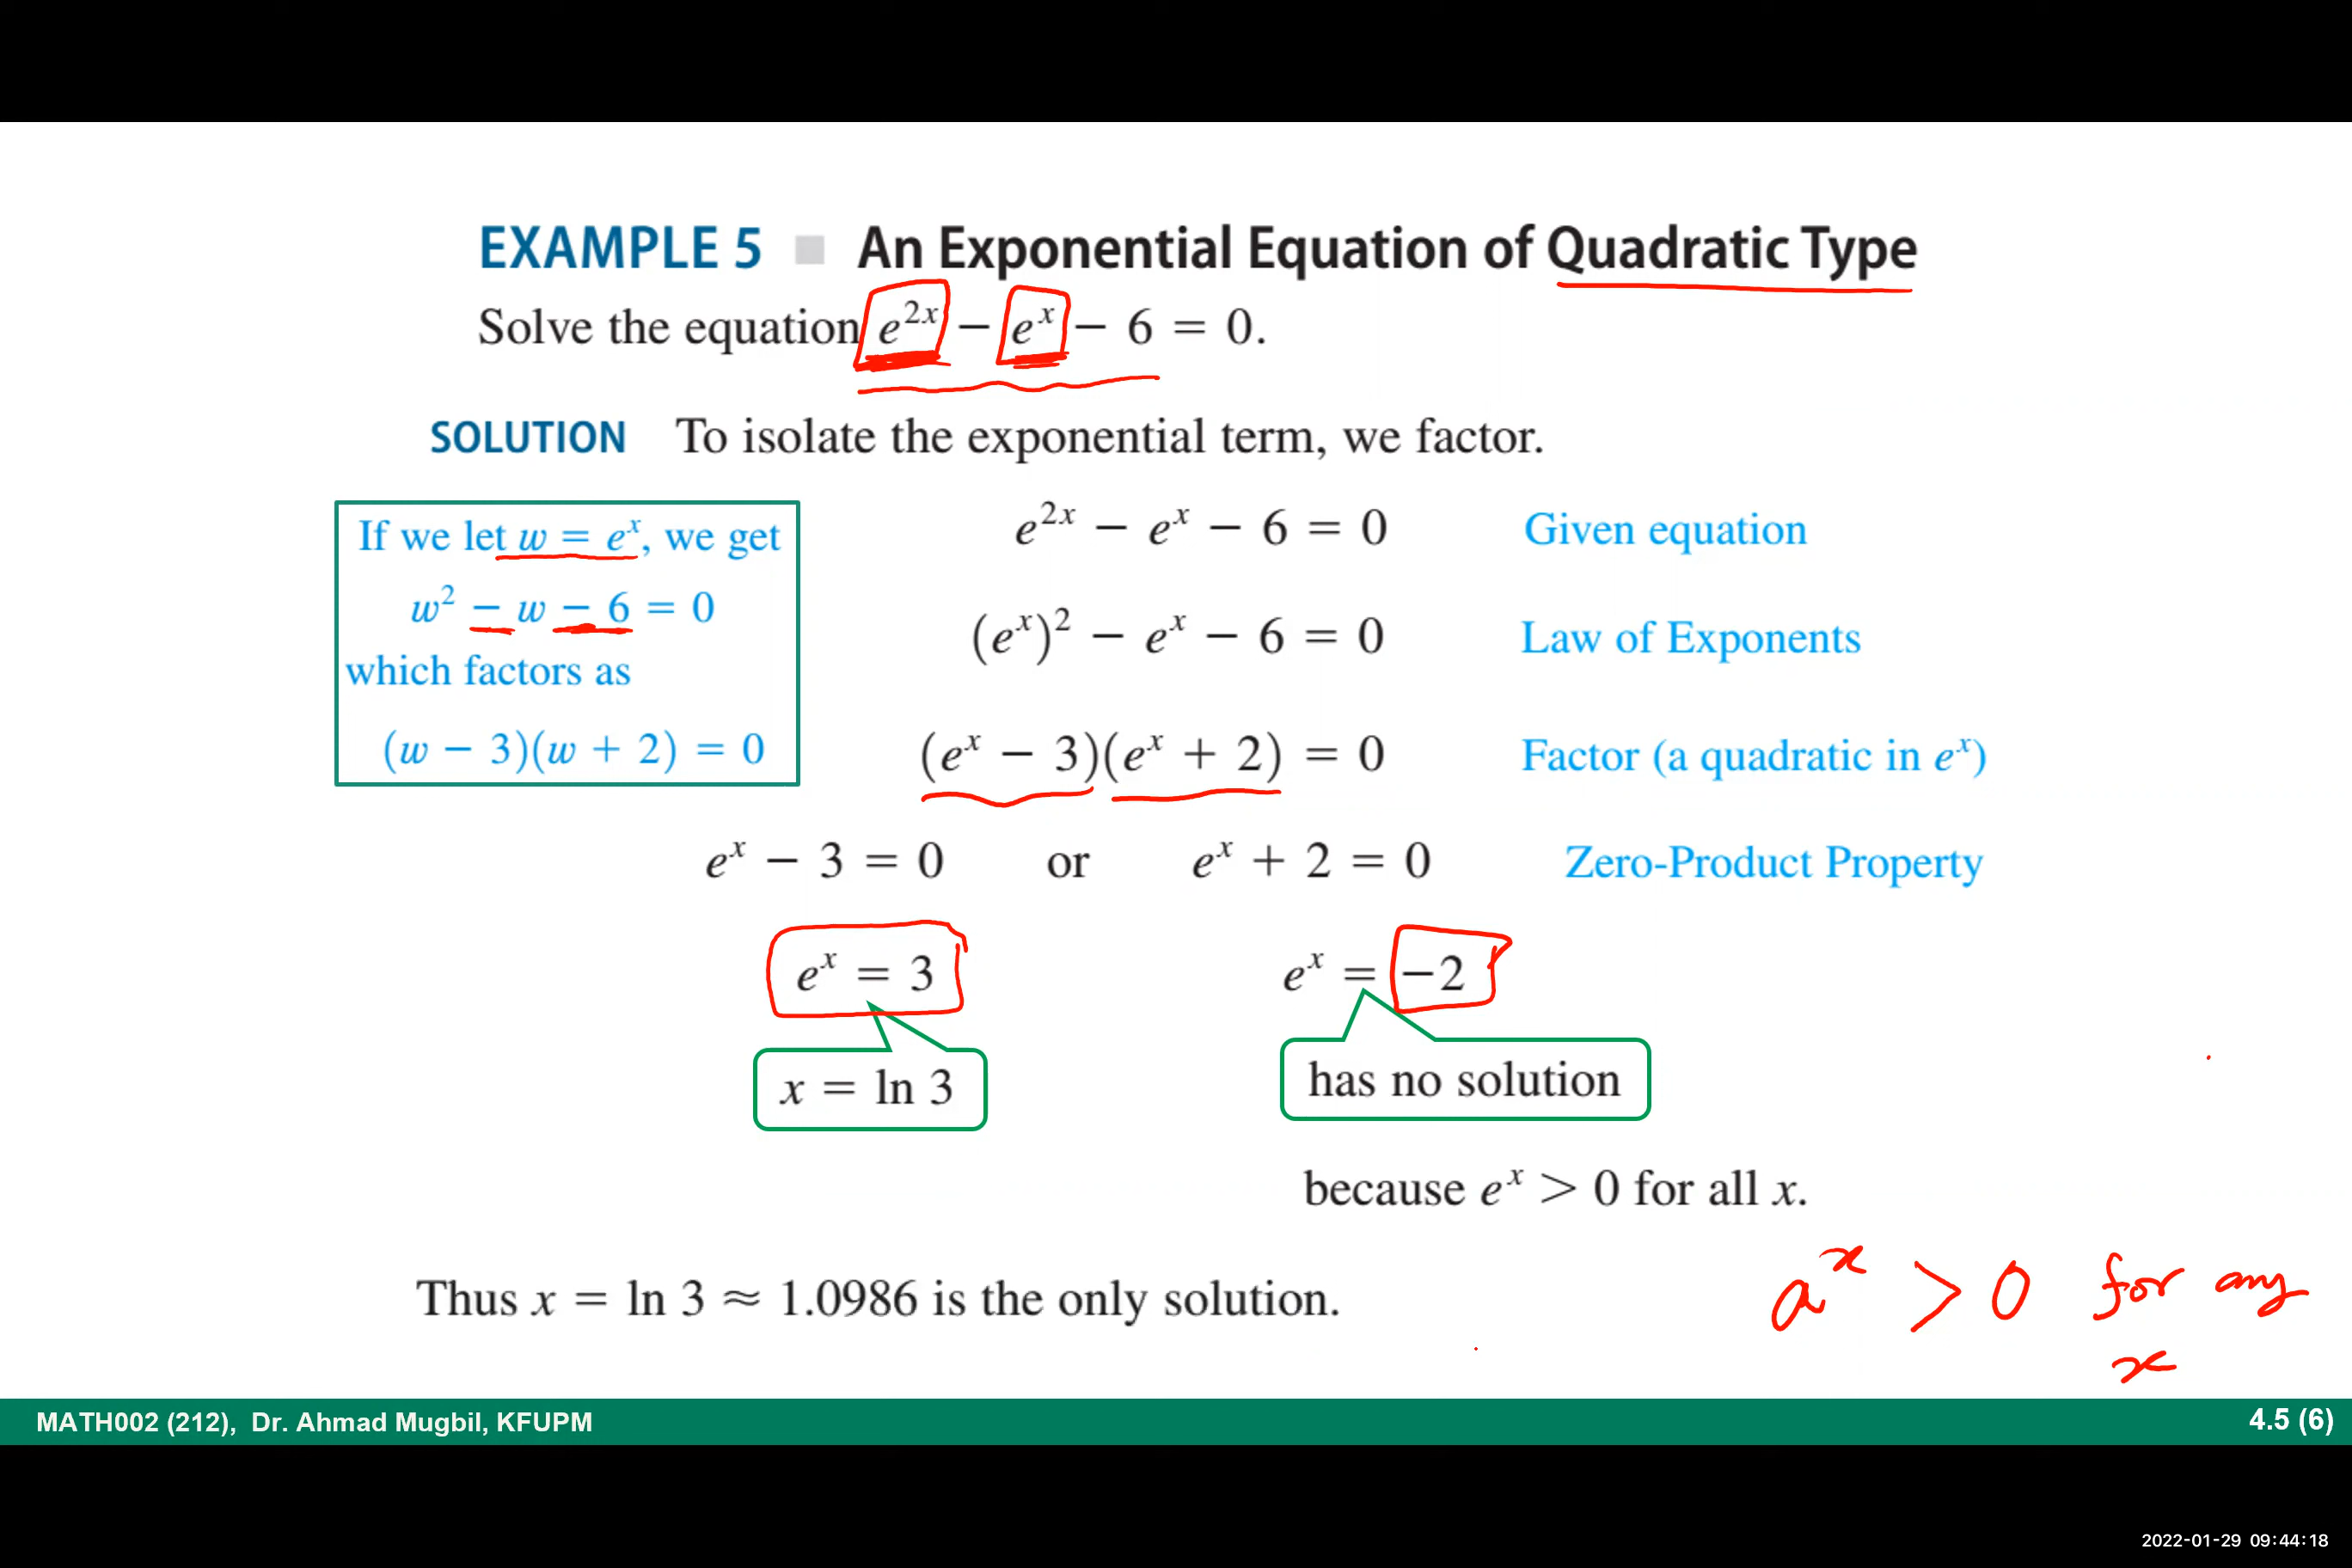 EXAMPLE 5 ■ An Exponential Equation of Quadratic Type
Solve the equation e^{2x} − e^x − 6 = 0.
SOLUTION To isolate the exponential term, we factor.
If we let w = e^x, we get
w² − w − 6 = 0
which factors as
(w − 3)(w + 2) = 0
e^{2x} − e^x − 6 = 0 Given equation
(e^x)² − e^x − 6 = 0 Law of Exponents
(e^x − 3)(e^x + 2) = 0 Factor (a quadratic in e^x)
e^x − 3 = 0 or e^x + 2 = 0 Zero-Product Property
e^x = 3 e^x = −2
x = ln 3 has no solution
because e^x > 0 for all x.
Thus x = ln 3 ≈ 1.0986 is the only solution.
a^x > 0 for any
x
MATH002 (212), Dr. Ahmad Mugbil, KFUPM 4.5 (6)
2022-01-29 09:44:18